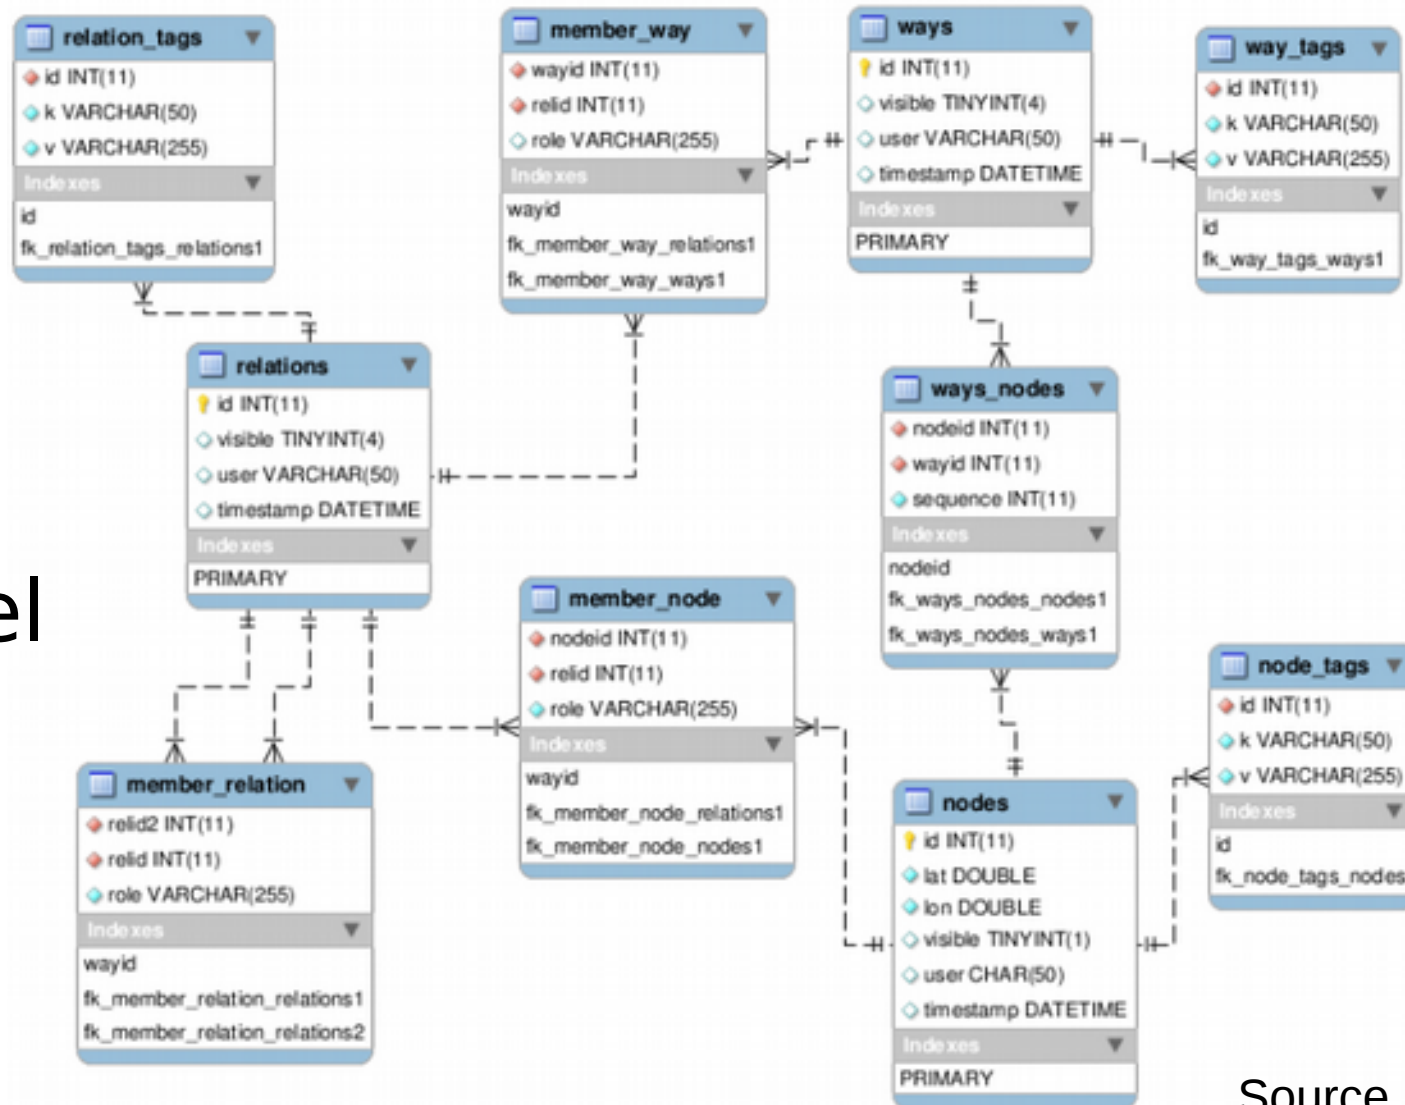 relation_tags
id INT(11)
k VARCHAR(50)
v VARCHAR(255)
Indexes
id
fk_relation_tags_relations1
member_way
wayid INT(11)
relid INT(11)
role VARCHAR(255)
Indexes
wayid
fk_member_way_relations1
fk_member_way_ways1
ways
id INT(11)
visible TINYINT(4)
user VARCHAR(50)
timestamp DATETIME
Indexes
PRIMARY
way_tags
id INT(11)
k VARCHAR(50)
v VARCHAR(255)
Indexes
id
fk_way_tags_ways1
relations
id INT(11)
visible TINYINT(4)
user VARCHAR(50)
timestamp DATETIME
Indexes
PRIMARY
ways_nodes
nodeid INT(11)
wayid INT(11)
sequence INT(11)
Indexes
nodeid
fk_ways_nodes_nodes1
fk_ways_nodes_ways1
el
member_node
nodeid INT(11)
relid INT(11)
role VARCHAR(255)
Indexes
wayid
fk_member_node_relations1
fk_member_node_nodes1
node_tags
id INT(11)
k VARCHAR(50)
v VARCHAR(255)
Indexes
id
fk_node_tags_nodes
member_relation
relid2 INT(11)
relid INT(11)
role VARCHAR(255)
Indexes
wayid
fk_member_relation_relations1
fk_member_relation_relations2
nodes
id INT(11)
lat DOUBLE
lon DOUBLE
visible TINYINT(1)
user CHAR(50)
timestamp DATETIME
Indexes
PRIMARY
Source